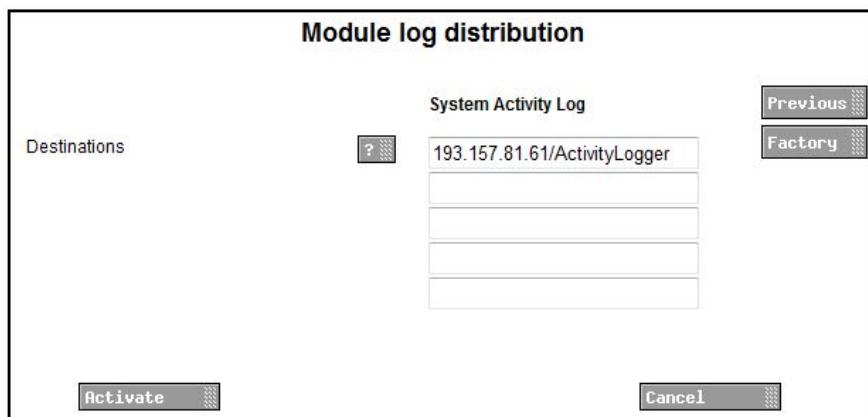 Module log distribution
System Activity Log
Previous
Destinations
?
193.157.81.61/ActivityLogger
Factory
Activate
Cancel